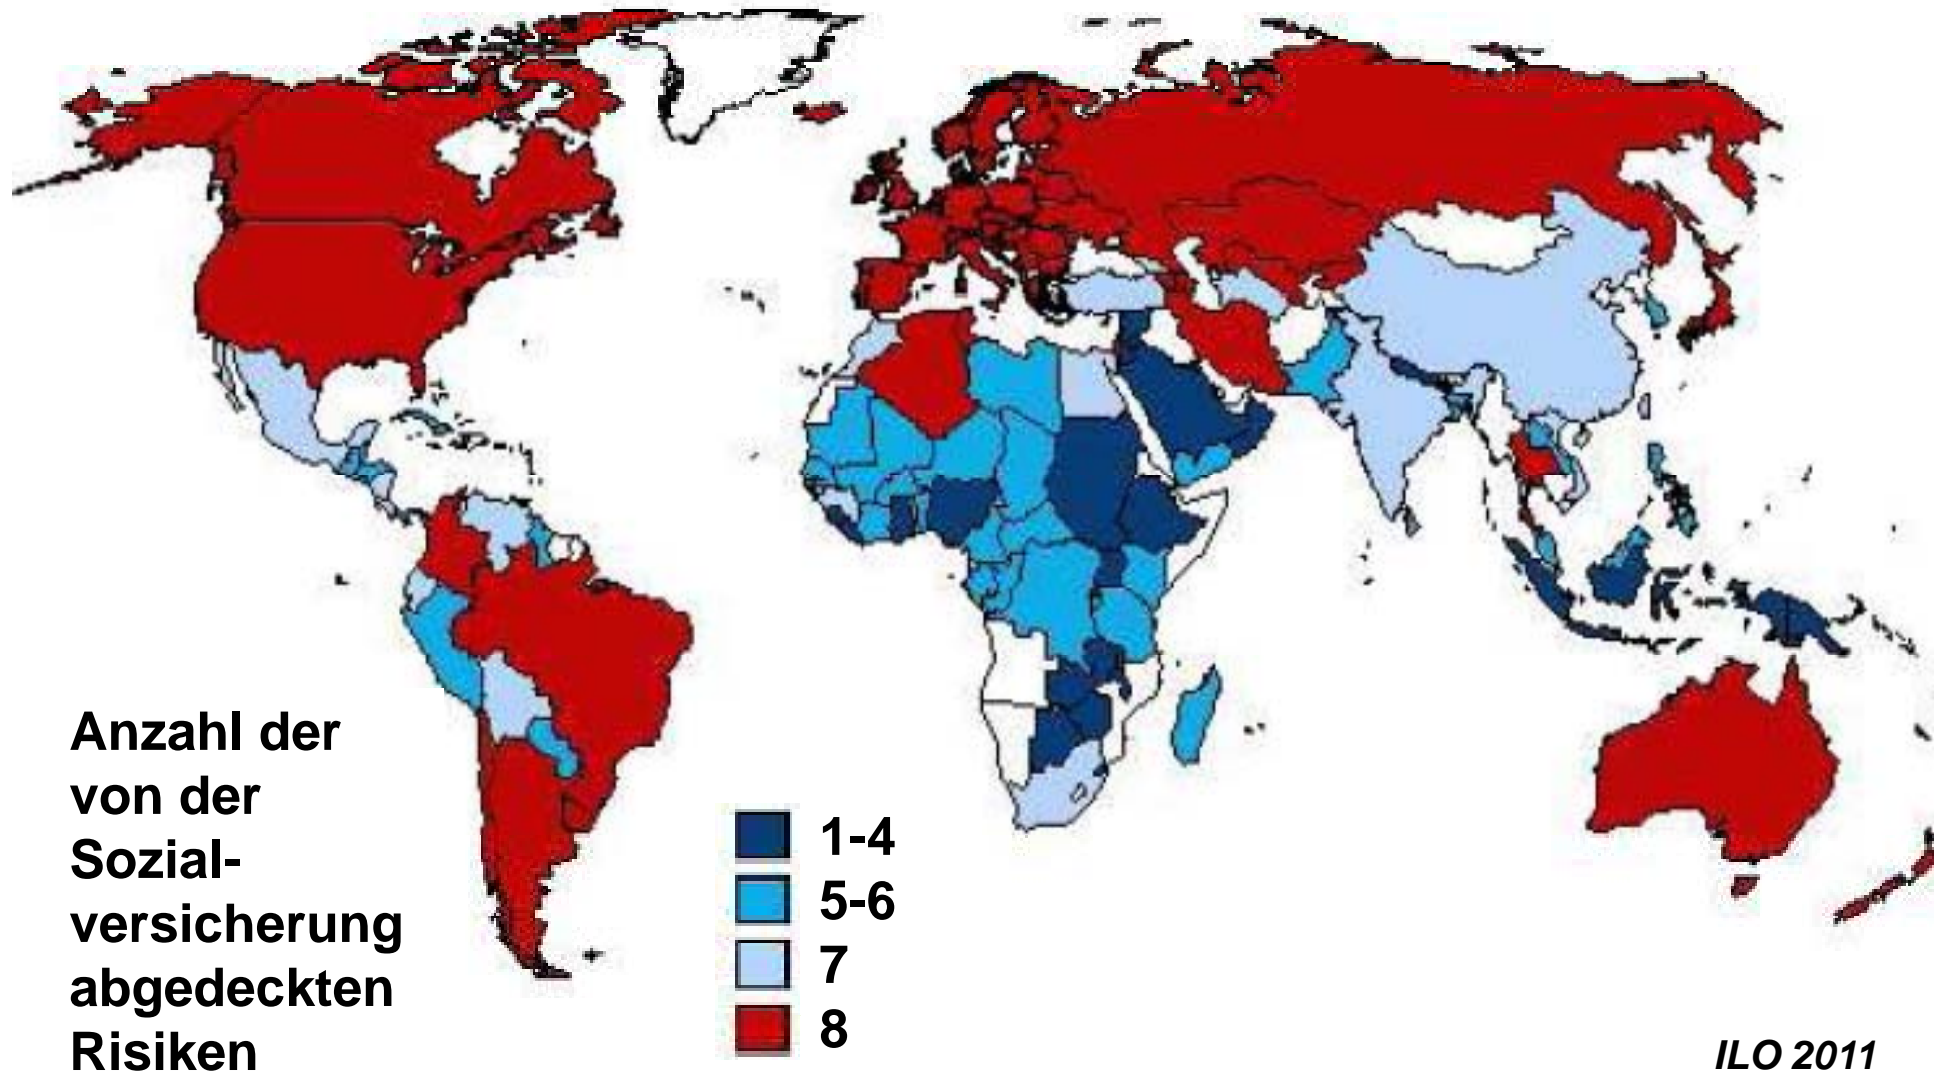 Anzahl der
von der
Sozial-
versicherung
abgedeckten
Risiken
1-4
5-6
7
8
ILO 2011